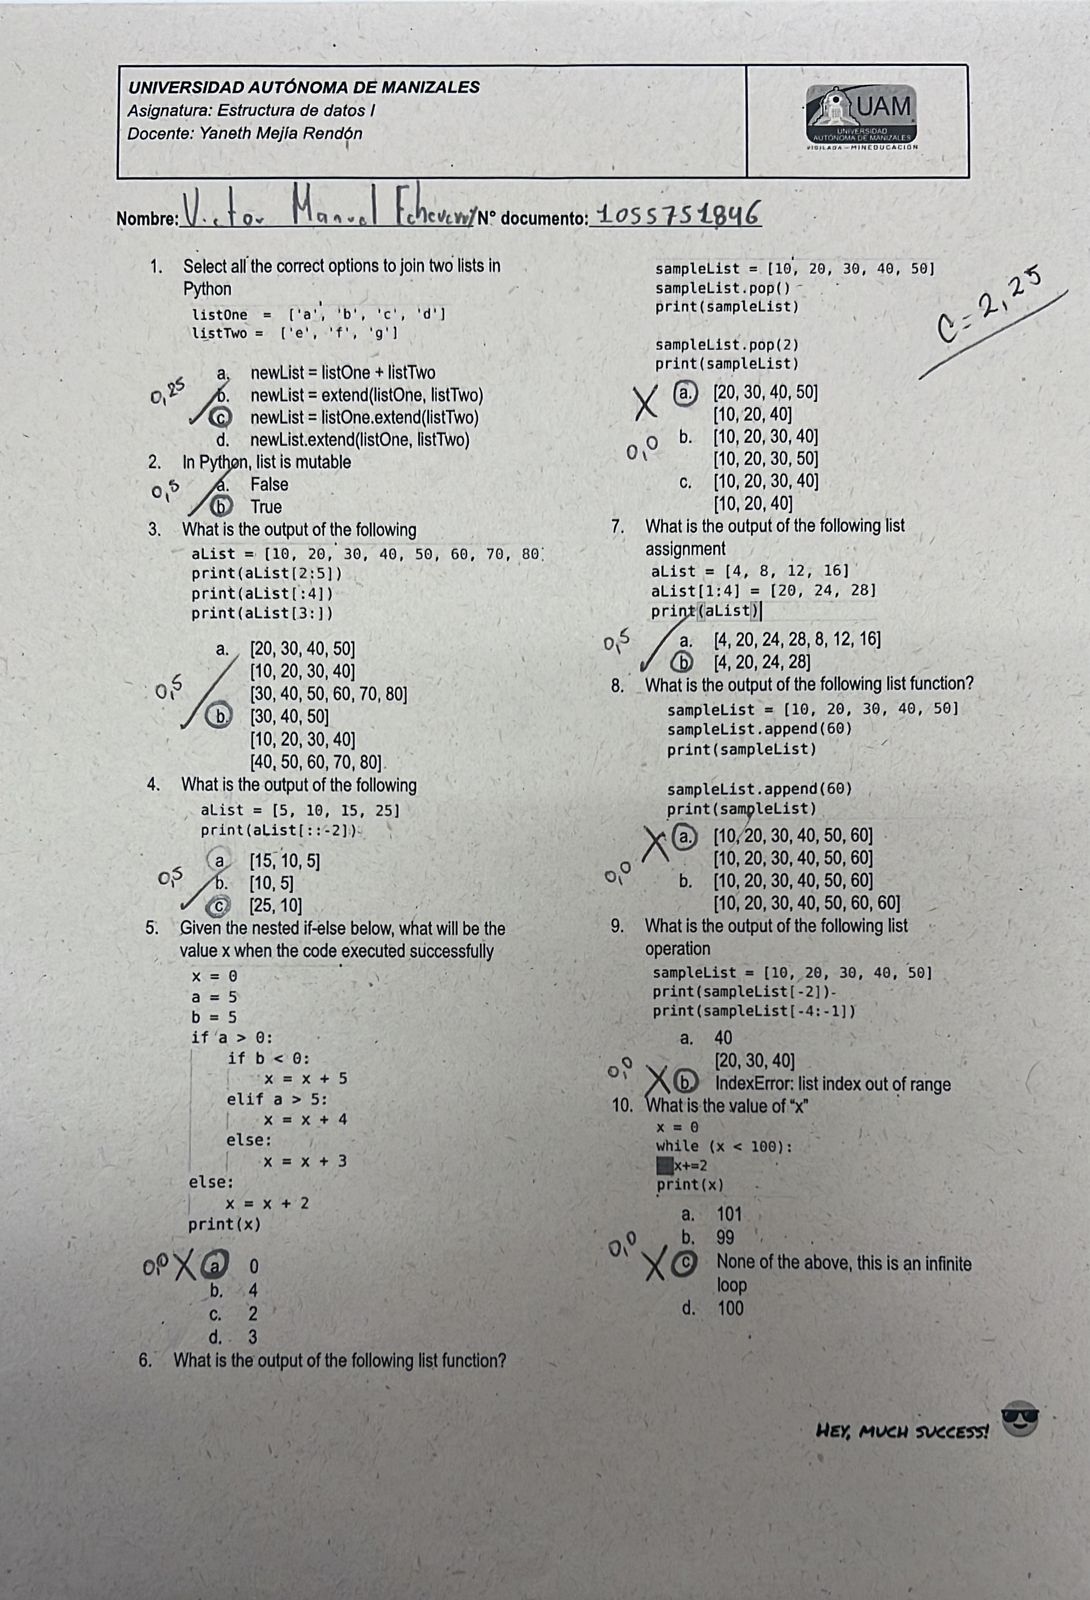 UNIVERSIDAD AUTÓNOMA DE MANIZALES
Asignatura: Estructura de datos I
Docente: Yaneth Mejía Rendón
UAM
UNIVERSIDAD
AUTÓNOMA DE MANIZALES
VIGILADA - MINEDUCACIÓN
Nombre: Victor Manuel Echeverry N° documento: 1055751846
1. Select all the correct options to join two lists in
Python
listOne = ['a', 'b', 'c', 'd']
listTwo = ['e', 'f', 'g']
a. newList = listOne + listTwo
0,25 b. newList = extend(listOne, listTwo)
c newList = listOne.extend(listTwo)
d. newList.extend(listOne, listTwo)
2. In Python, list is mutable
0,5 a. False
b True
3. What is the output of the following
aList = [10, 20, 30, 40, 50, 60, 70, 80
print(aList[2:5])
print(aList[:4])
print(aList[3:])
a. [20, 30, 40, 50]
[10, 20, 30, 40]
0,5 [30, 40, 50, 60, 70, 80]
b. [30, 40, 50]
[10, 20, 30, 40]
[40, 50, 60, 70, 80]
4. What is the output of the following
aList = [5, 10, 15, 25]
print(aList[::-2])
a [15, 10, 5]
0,5 b. [10, 5]
c [25, 10]
5. Given the nested if-else below, what will be the
value x when the code executed successfully
x = 0
a = 5
b = 5
if a > 0:
if b < 0:
x = x + 5
elif a > 5:
x = x + 4
else:
x = x + 3
else:
x = x + 2
print(x)
0,0 X a 0
b. 4
c. 2
d. 3
6. What is the output of the following list function?
sampleList = [10, 20, 30, 40, 50]
sampleList.pop()
print(sampleList)
C = 2,25
sampleList.pop(2)
print(sampleList)
X a. [20, 30, 40, 50]
[10, 20, 40]
0,0 b. [10, 20, 30, 40]
[10, 20, 30, 50]
c. [10, 20, 30, 40]
[10, 20, 40]
7. What is the output of the following list
assignment
aList = [4, 8, 12, 16]
aList[1:4] = [20, 24, 28]
print(aList)
0,5 a. [4, 20, 24, 28, 8, 12, 16]
b [4, 20, 24, 28]
8. What is the output of the following list function?
sampleList = [10, 20, 30, 40, 50]
sampleList.append(60)
print(sampleList)
sampleList.append(60)
print(sampleList)
X a. [10, 20, 30, 40, 50, 60]
[10, 20, 30, 40, 50, 60]
0,0 b. [10, 20, 30, 40, 50, 60]
[10, 20, 30, 40, 50, 60, 60]
9. What is the output of the following list
operation
sampleList = [10, 20, 30, 40, 50]
print(sampleList[-2])
print(sampleList[-4:-1])
a. 40
[20, 30, 40]
0,0 X b IndexError: list index out of range
10. What is the value of “x”
x = 0
while (x < 100):
x+=2
print(x)
a. 101
b. 99
0,0 X c None of the above, this is an infinite
loop
d. 100
HEY, MUCH SUCCESS!